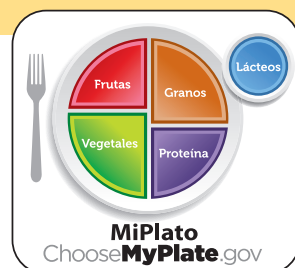 Lácteos
Frutas
Granos
Vegetales
Proteína
MiPlato
ChooseMyPlate.gov